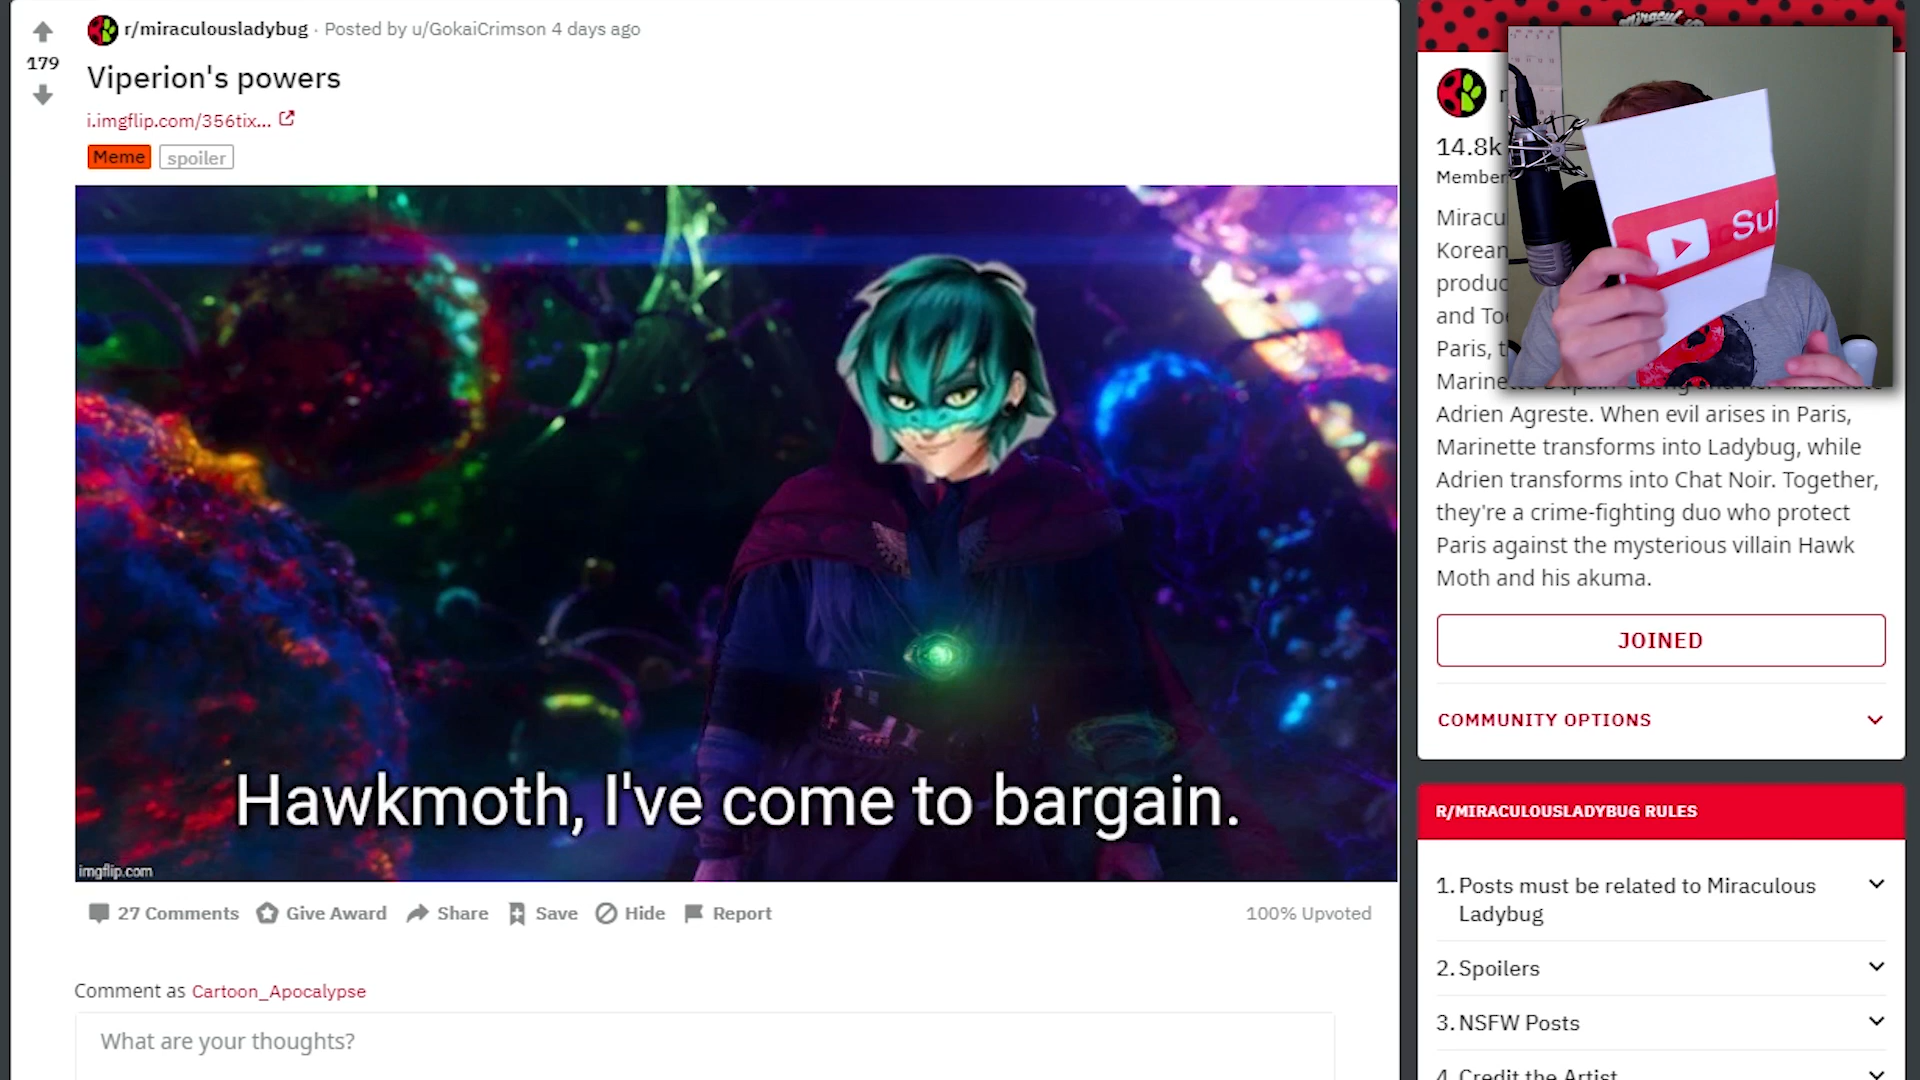 r/miraculousladybug · Posted by u/GokaiCrimson 4 days ago
179
Viperion's powers
i.imgflip.com/356tix...
Meme spoiler
Hawkmoth, I've come to bargain.
imgflip.com
27 Comments Give Award Share Save Hide Report 100% Upvoted
Comment as Cartoon_Apocalypse
What are your thoughts?
14.8k
Member
Miracul
Korean
produc
and To
Paris, t
Marine
Adrien Agreste. When evil arises in Paris,
Marinette transforms into Ladybug, while
Adrien transforms into Chat Noir. Together,
they're a crime-fighting duo who protect
Paris against the mysterious villain Hawk
Moth and his akuma.
JOINED
COMMUNITY OPTIONS
R/MIRACULOUSLADYBUG RULES
1. Posts must be related to Miraculous
Ladybug
2. Spoilers
3. NSFW Posts
4. Credit the Artist
Su